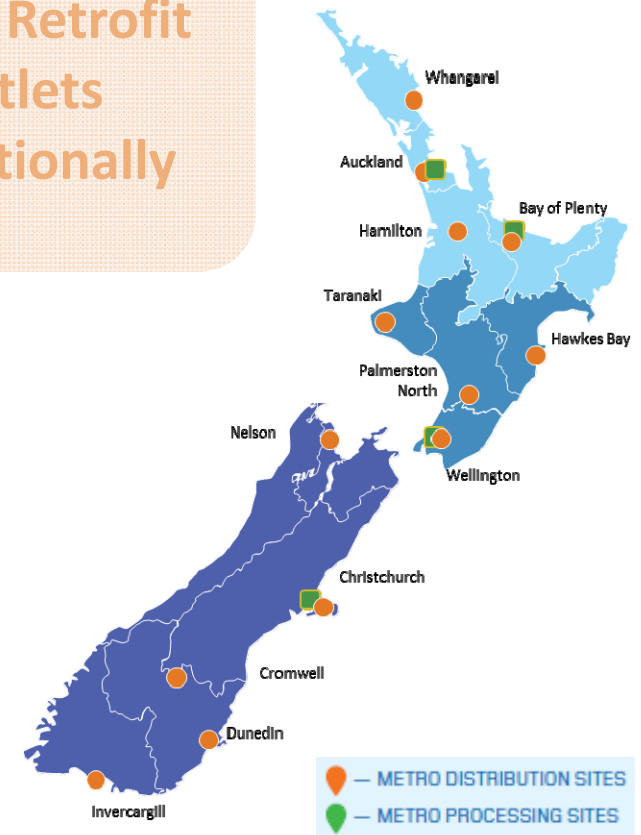 Retrofit
tlets
tionally
Whangarei
Auckland
Bay of Plenty
Hamilton
Taranaki
Hawkes Bay
Palmerston
North
Nelson
Wellington
Christchurch
Cromwell
Dunedin
Invercargill
— METRO DISTRIBUTION SITES
— METRO PROCESSING SITES